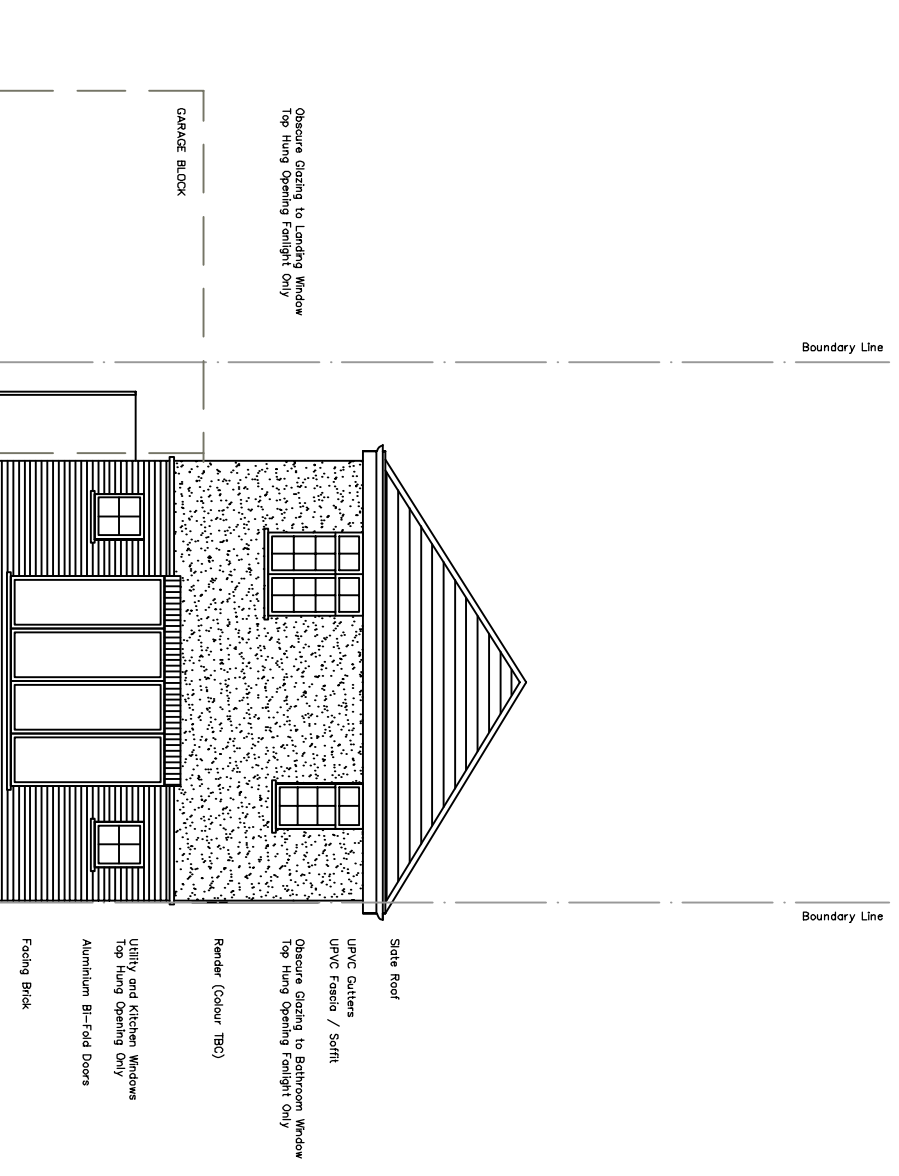 Boundary Line
Boundary Line
Obscure Glazing to Landing Window
Top Hung Opening Fanlight Only
GARAGE BLOCK
Slate Roof
UPVC Gutters
UPVC Fascia / Soffit
Obscure Glazing to Bathroom Window
Top Hung Opening Fanlight Only
Render (Colour TBC)
Utility and Kitchen Windows
Top Hung Opening Only
Aluminium Bi-Fold Doors
Facing Brick